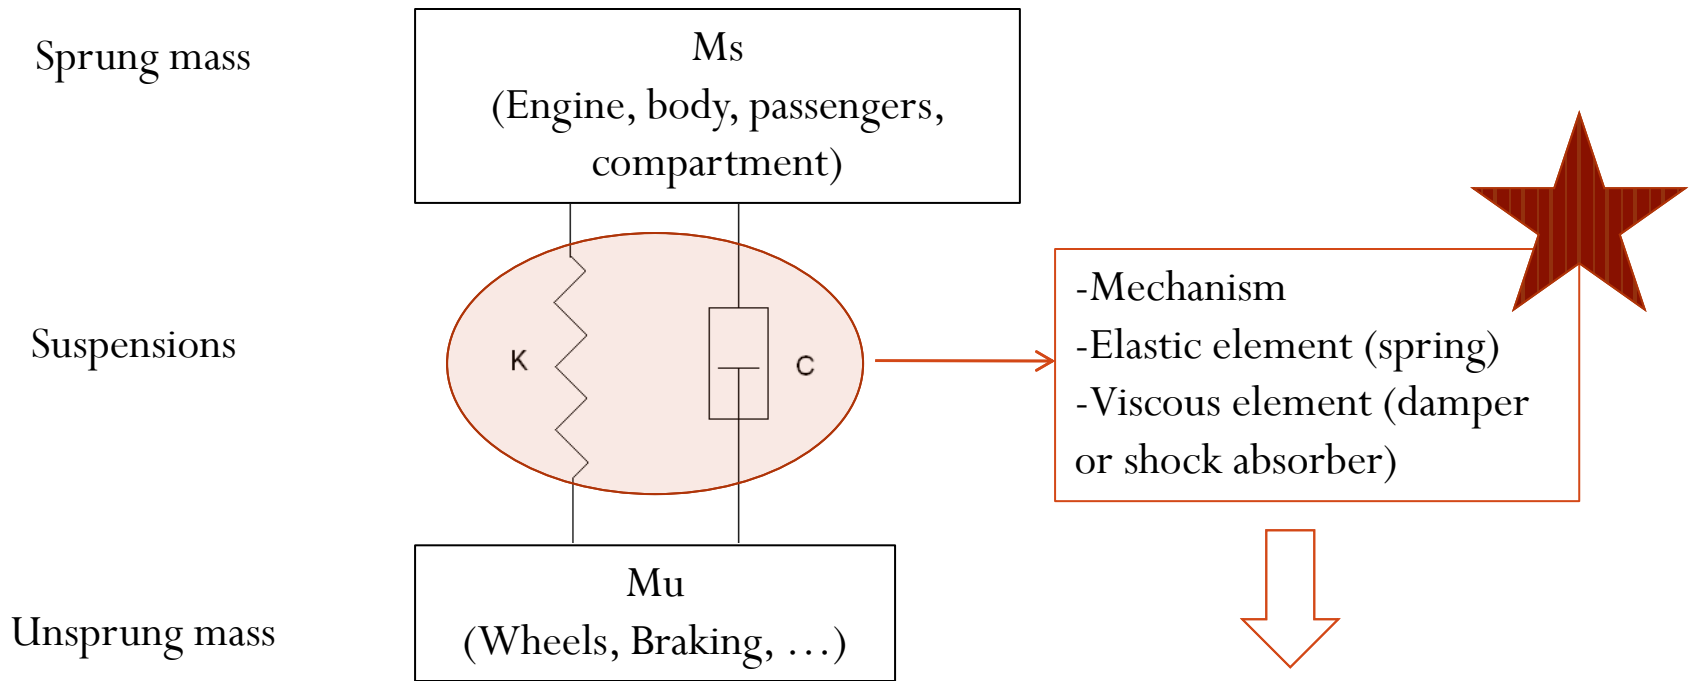 Sprung mass
Ms
(Engine, body, passengers,
compartment)
Suspensions
K
C
-Mechanism
-Elastic element (spring)
-Viscous element (damper
or shock absorber)
Unsprung mass
Mu
(Wheels, Braking, …)